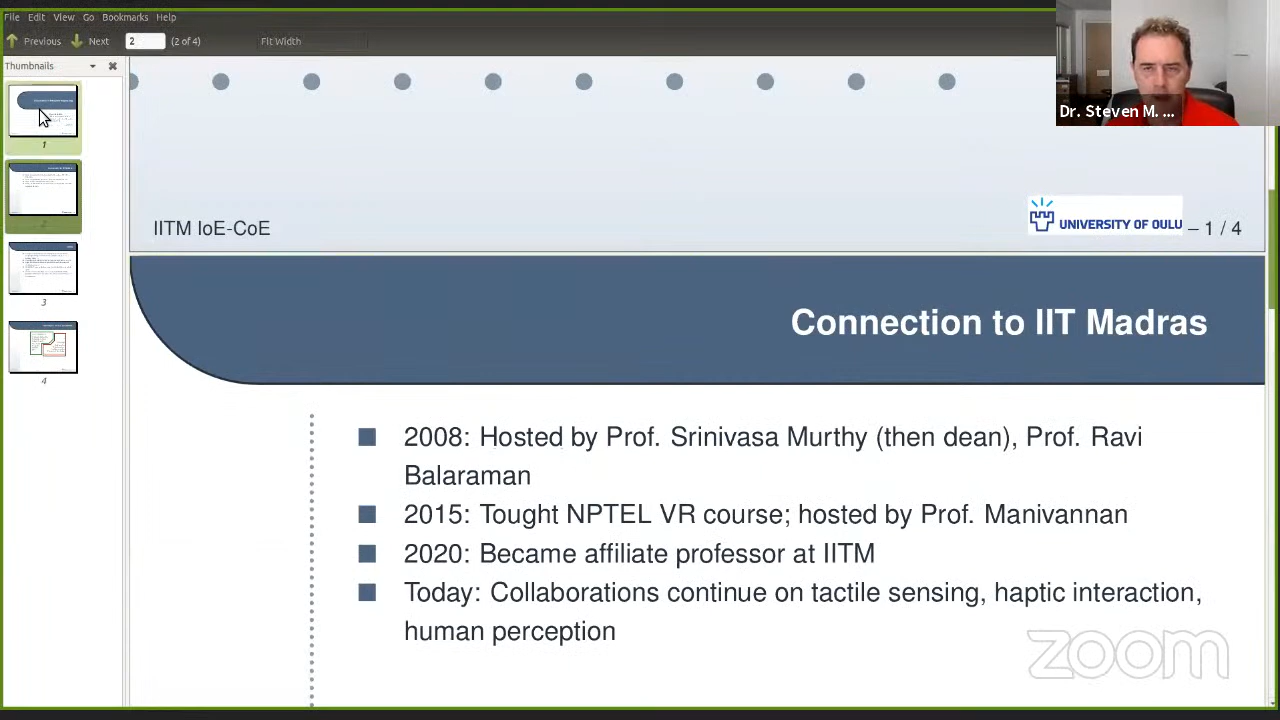 File Edit View Go Bookmarks Help
Previous Next 2 (2 of 4) Fit Width
Thumbnails
1
2
3
4
Dr. Steven M. ...
IITM IoE-CoE
UNIVERSITY OF OULU
– 1 / 4
Connection to IIT Madras
2008: Hosted by Prof. Srinivasa Murthy (then dean), Prof. Ravi
Balaraman
2015: Tought NPTEL VR course; hosted by Prof. Manivannan
2020: Became affiliate professor at IITM
Today: Collaborations continue on tactile sensing, haptic interaction,
human perception
zoom